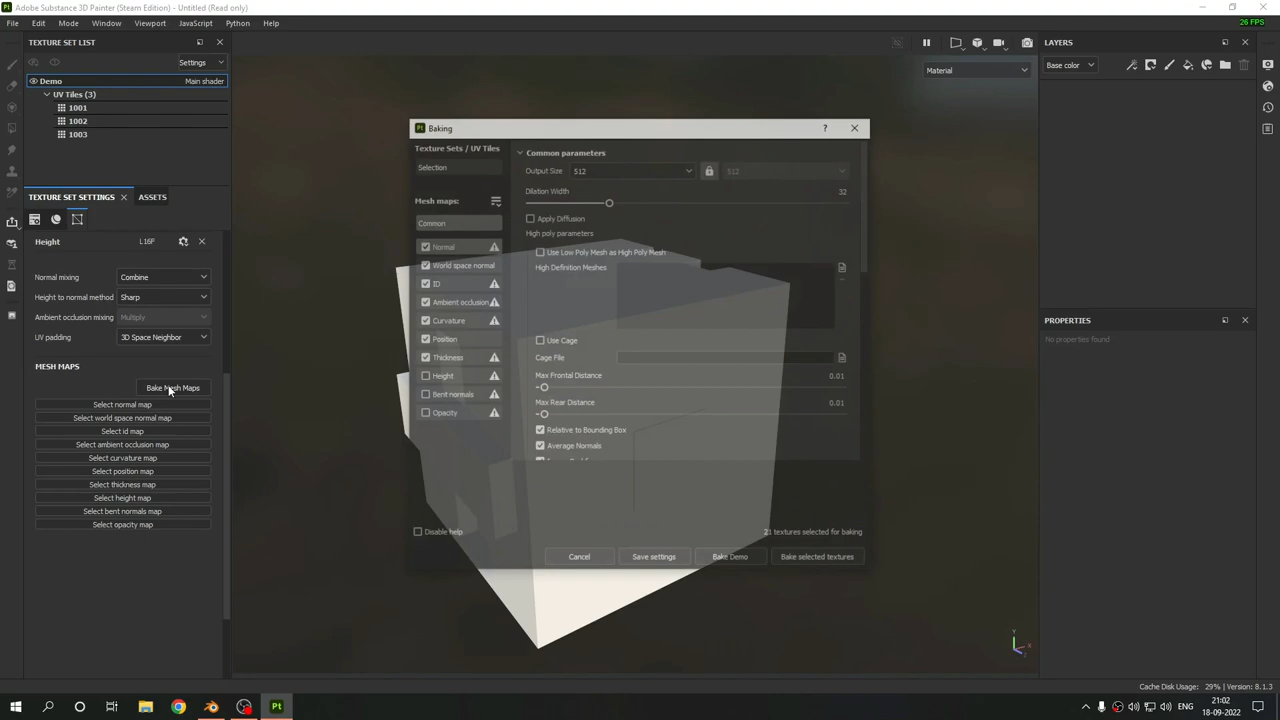 Adobe Substance 3D Painter (Steam Edition) - Untitled (Read only)
File Edit Mode Window Viewport JavaScript Python Help
26 FPS
TEXTURE SET LIST
Settings
Demo Main shader
UV Tiles (3)
1001
1002
1003
TEXTURE SET SETTINGS ASSETS
Height L16F
Normal mixing Combine
Height to normal method Sharp
Ambient occlusion mixing Multiply
UV padding 3D Space Neighbor
MESH MAPS
Bake Mesh Maps
Select normal map
Select world space normal map
Select id map
Select ambient occlusion map
Select curvature map
Select position map
Select thickness map
Select height map
Select bent normals map
Select opacity map
Material
Baking
Texture Sets / UV Tiles
Selection
Mesh maps:
Common
Normal
World space normal
ID
Ambient occlusion
Curvature
Position
Thickness
Height
Bent normals
Opacity
Common parameters
Output Size 512 512
Dilation Width 32
Apply Diffusion
High poly parameters
Use Low Poly Mesh as High Poly Mesh
High Definition Meshes
Use Cage
Cage File
Max Frontal Distance 0.01
Max Rear Distance 0.01
Relative to Bounding Box
Average Normals
Disable help
21 textures selected for baking
Cancel Save settings Bake Demo Bake selected textures
LAYERS
Base color
PROPERTIES
No properties found
Y
X
Z
Cache Disk Usage: 29% | Version: 8.1.3
Pt
ENG
21:02
18-09-2022